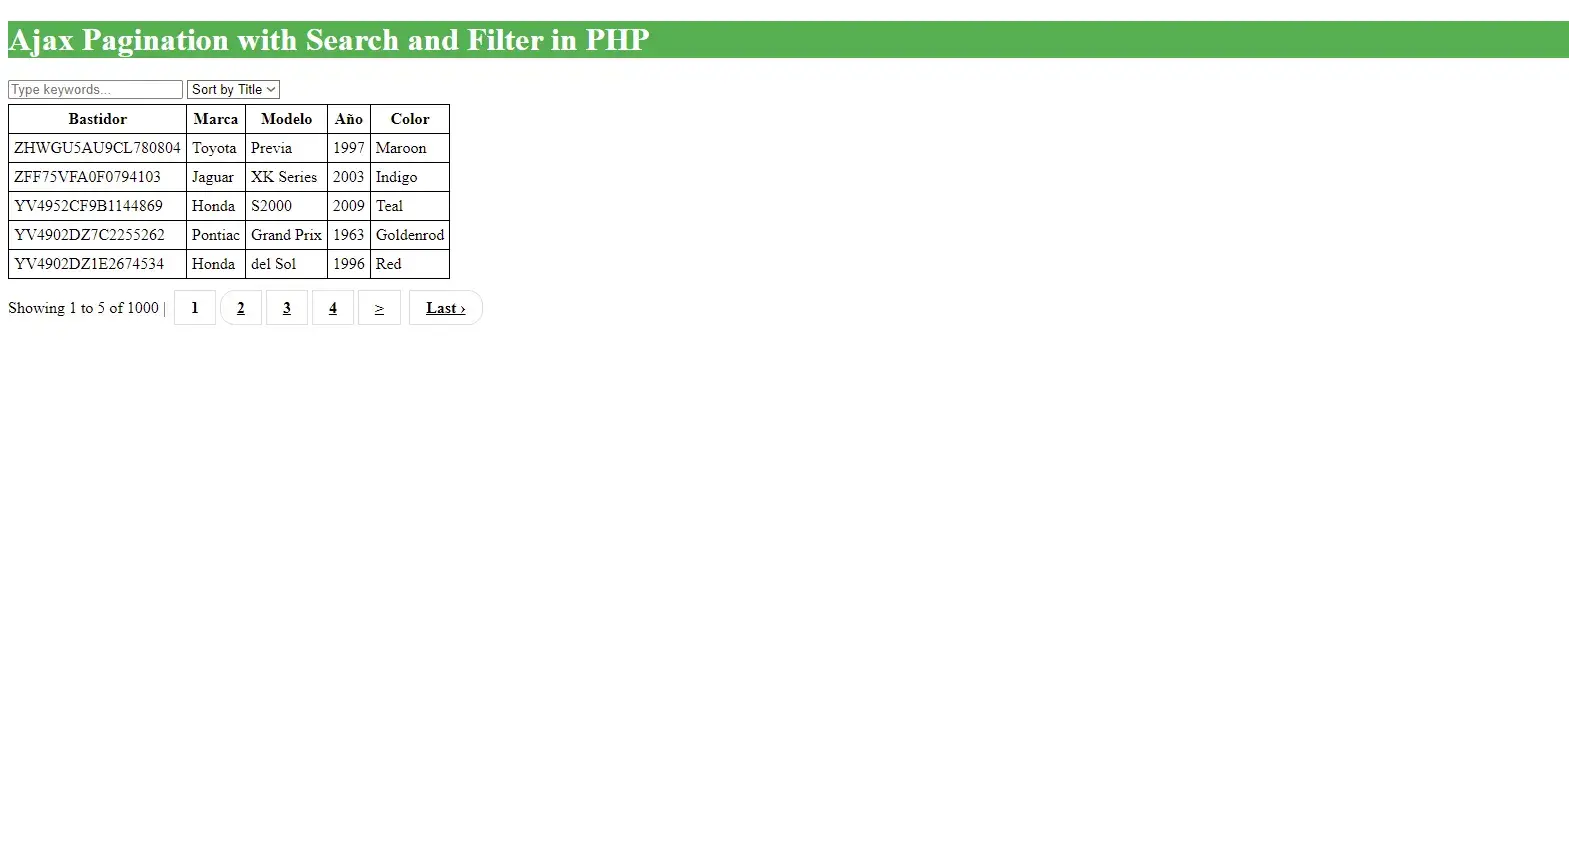 Ajax Pagination with Search and Filter in PHP
Type keywords... Sort by Title
Bastidor Marca Modelo Año Color
ZHWGU5AU9CL780804 Toyota Previa 1997 Maroon
ZFF75VFA0F0794103 Jaguar XK Series 2003 Indigo
YV4952CF9B1144869 Honda S2000 2009 Teal
YV4902DZ7C2255262 Pontiac Grand Prix 1963 Goldenrod
YV4902DZ1E2674534 Honda del Sol 1996 Red
Showing 1 to 5 of 1000 | 1 2 3 4 > Last ›